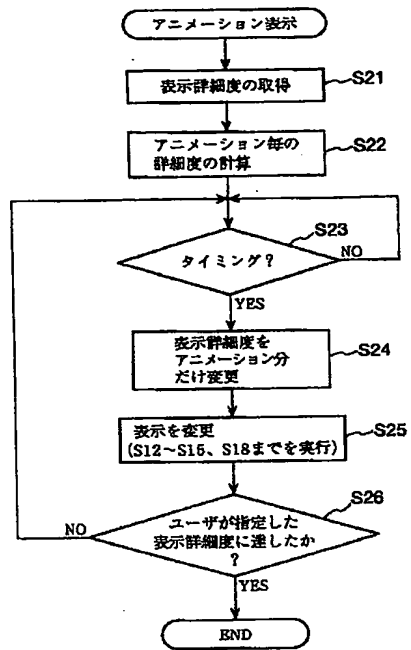 アニメーション表示
表示詳細度の取得
S21
アニメーション毎の
詳細度の計算
S22
S23
タイミング?
NO
YES
表示詳細度を
アニメーション分
だけ変更
S24
表示を変更
(S12〜S15、S18までを実行)
S25
S26
ユーザが指定した
表示詳細度に達したか
?
NO
YES
END